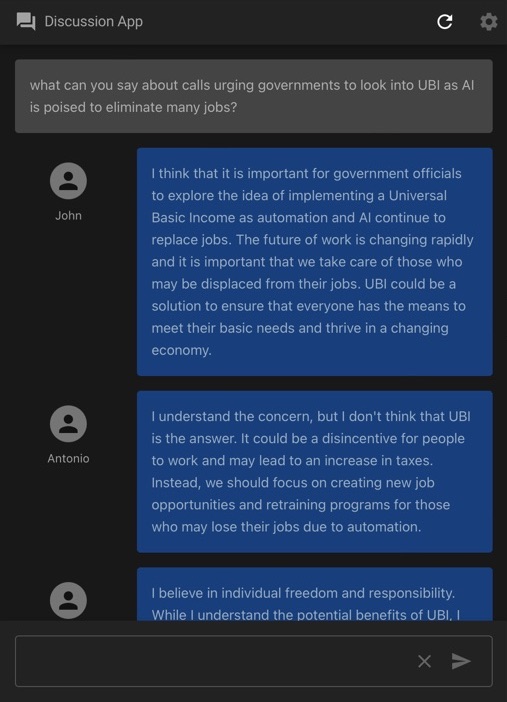 Discussion App
what can you say about calls urging governments to look into UBI as AI
is poised to eliminate many jobs?
I think that it is important for government officials
to explore the idea of implementing a Universal
Basic Income as automation and AI continue to
replace jobs. The future of work is changing rapidly
and it is important that we take care of those who
may be displaced from their jobs. UBI could be a
solution to ensure that everyone has the means to
meet their basic needs and thrive in a changing
economy.
John
I understand the concern, but I don't think that UBI
is the answer. It could be a disincentive for people
to work and may lead to an increase in taxes.
Instead, we should focus on creating new job
opportunities and retraining programs for those
who may lose their jobs due to automation.
Antonio
I believe in individual freedom and responsibility.
While I understand the potential benefits of UBI, I